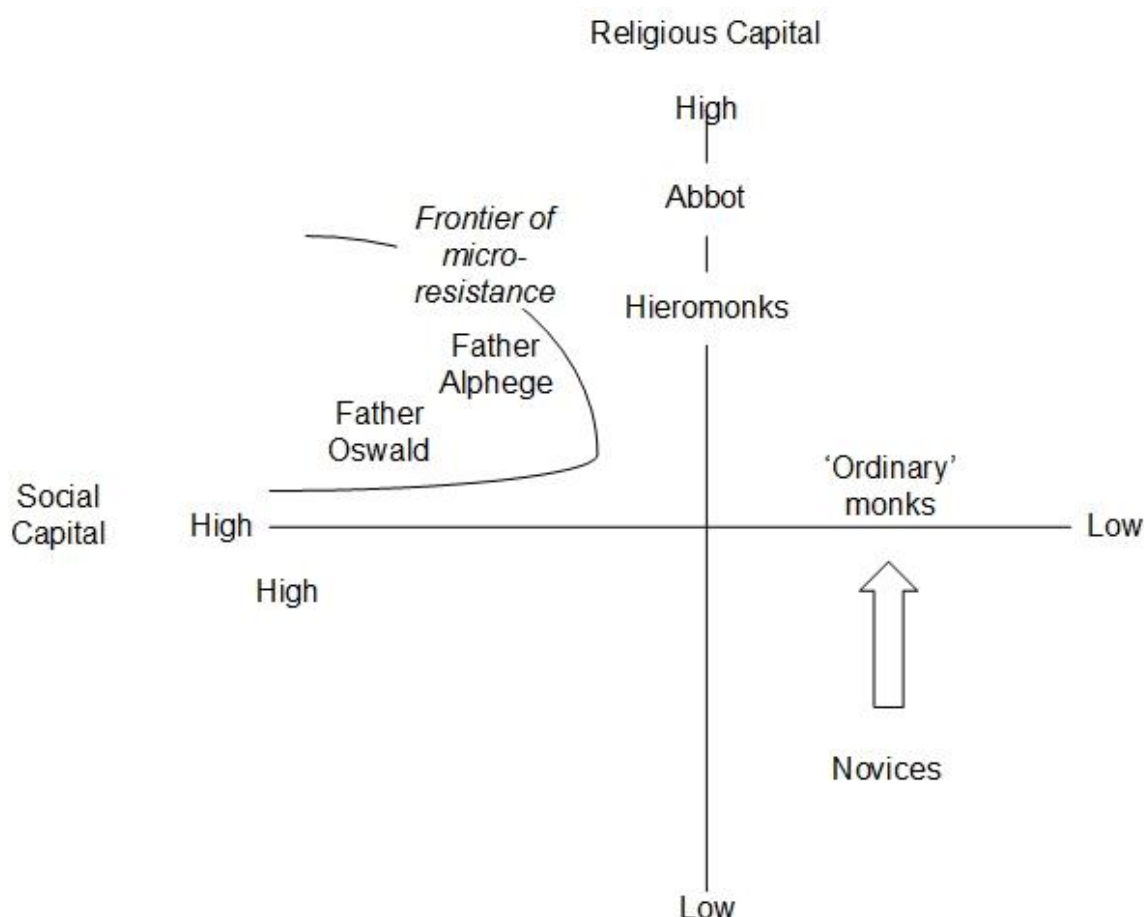 Religious Capital
High
Abbot
Frontier of
micro-
resistance
Hieromonks
Father
Alphege
Father
Oswald
‘Ordinary’
monks
Social
Capital
High
Low
High
Novices
Low